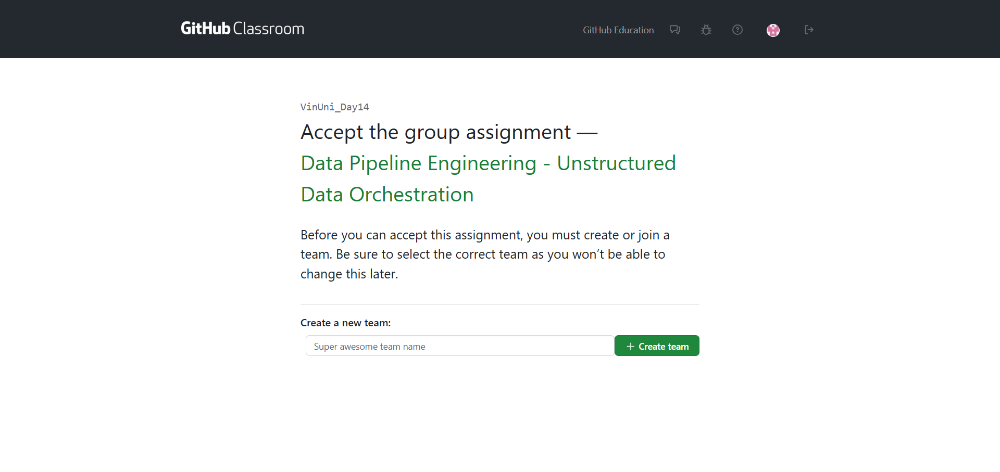 GitHub Classroom
GitHub Education
VinUni_Day14
Accept the group assignment —
Data Pipeline Engineering - Unstructured
Data Orchestration
Before you can accept this assignment, you must create or join a
team. Be sure to select the correct team as you won’t be able to
change this later.
Create a new team:
Super awesome team name
Create team